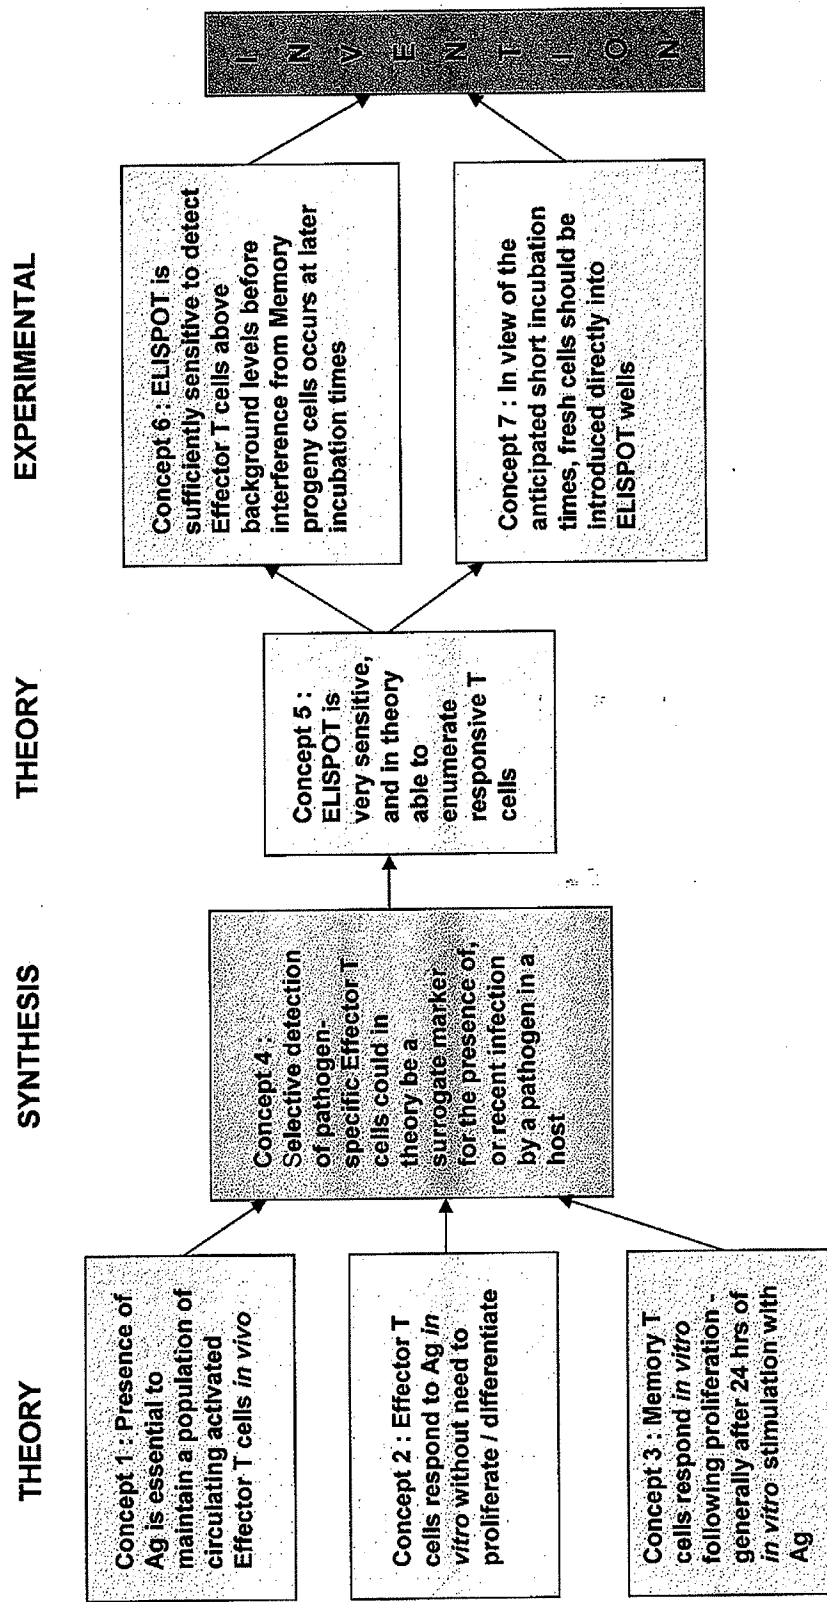 THEORY
SYNTHESIS
THEORY
EXPERIMENTAL
Concept 1 : Presence of
Ag is essential to
maintain a population of
circulating activated
Effector T cells in vivo
Concept 2 : Effector T
cells respond to Ag in
vitro without need to
proliferate / differentiate
Concept 3 : Memory T
cells respond in vitro
following proliferation -
generally after 24 hrs of
in vitro stimulation with
Ag
Concept 4 :
Selective detection
of pathogen-
specific Effector T
cells could in
theory be a
surrogate marker
for the presence of,
or recent infection
by a pathogen in a
host
Concept 5 :
ELISPOT is
very sensitive,
and in theory
able to
enumerate
responsive T
cells
Concept 6 : ELISPOT is
sufficiently sensitive to detect
Effector T cells above
background levels before
interference from Memory
progeny cells occurs at later
incubation times
Concept 7 : In view of the
anticipated short incubation
times, fresh cells should be
introduced directly into
ELISPOT wells
INVENTION